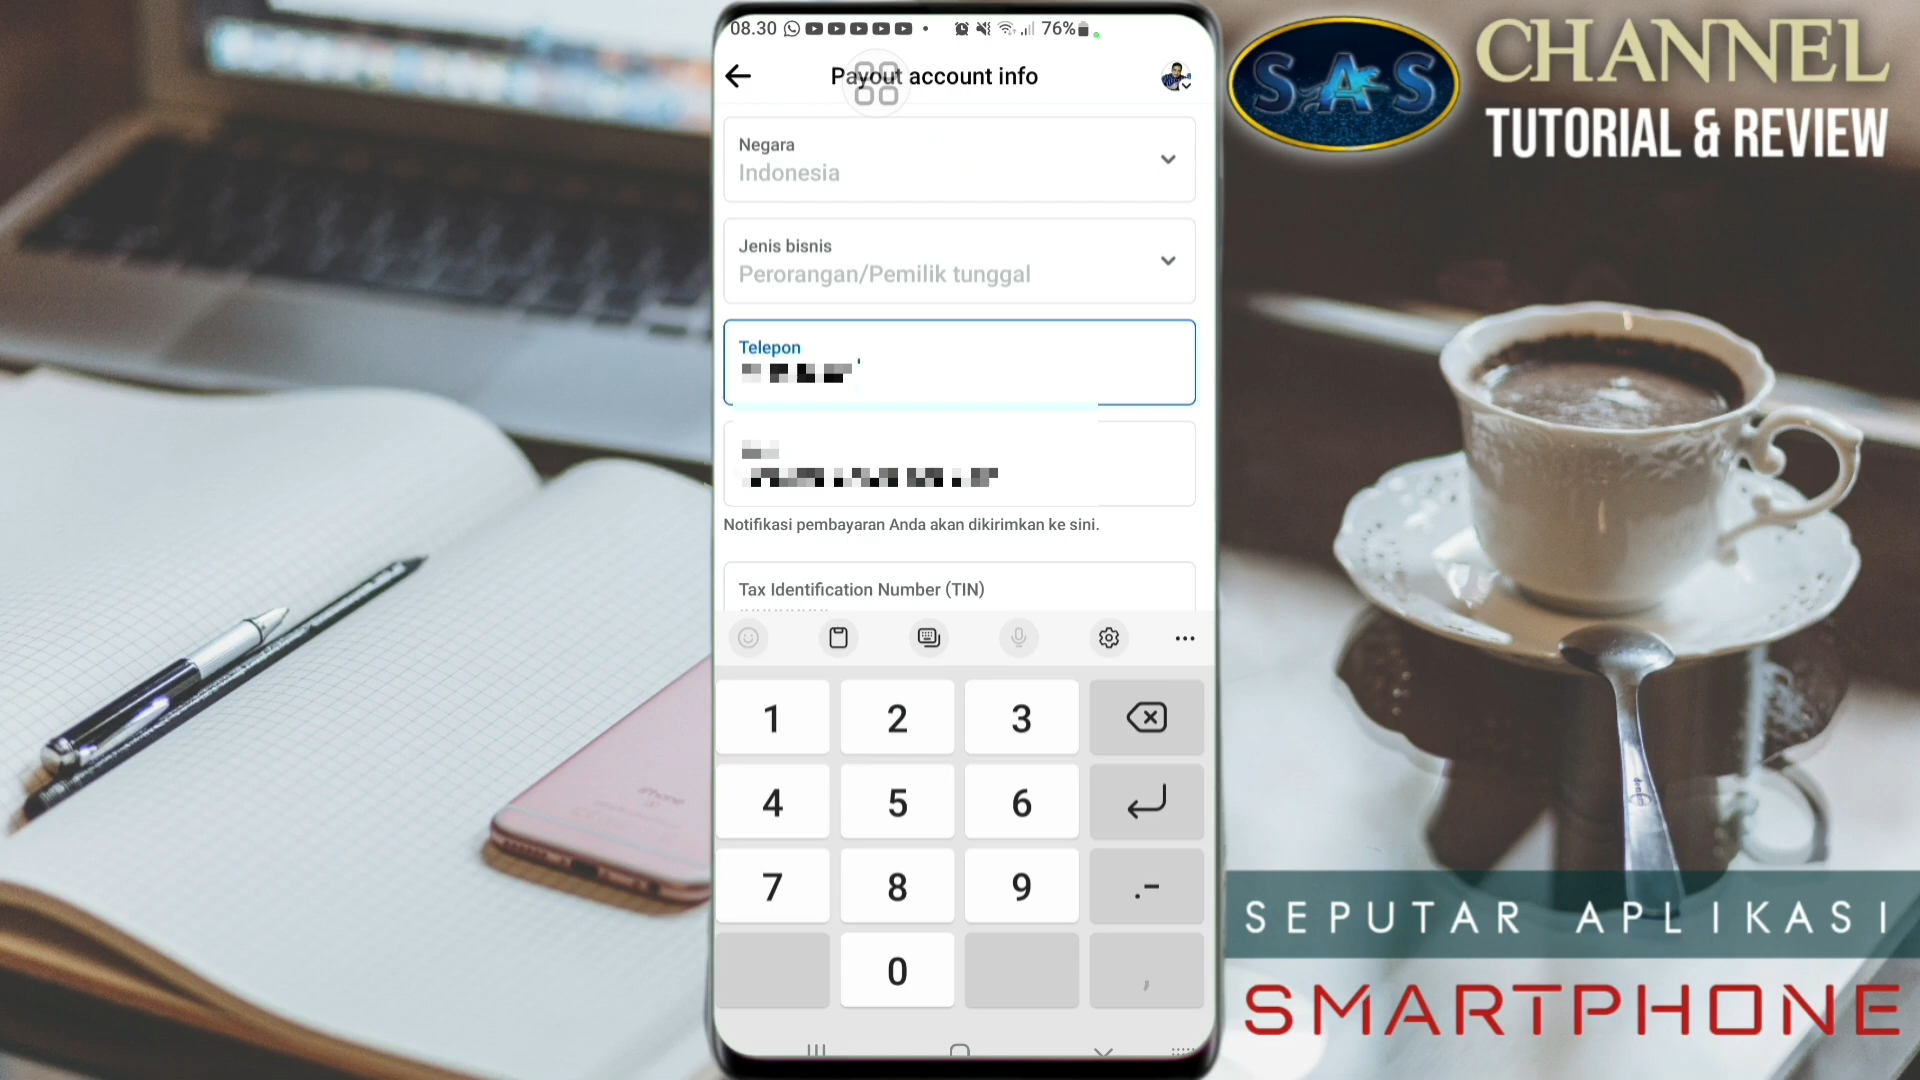 08.30
76%
Payout account info
Negara
Indonesia
Jenis bisnis
Perorangan/Pemilik tunggal
Telepon
Notifikasi pembayaran Anda akan dikirimkan ke sini.
Tax Identification Number (TIN)
1 2 3
4 5 6
7 8 9 .-
0 ,
SAS
CHANNEL
TUTORIAL & REVIEW
SEPUTAR APLIKASI
SMARTPHONE
iPhone